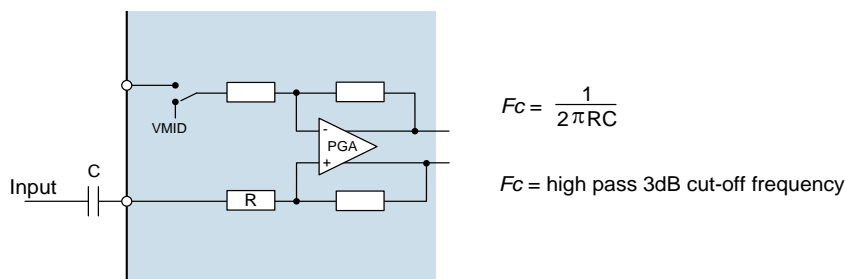 VMID
-
PGA
+
C
Input
R
Fc = 1 / 2πRC
Fc = high pass 3dB cut-off frequency